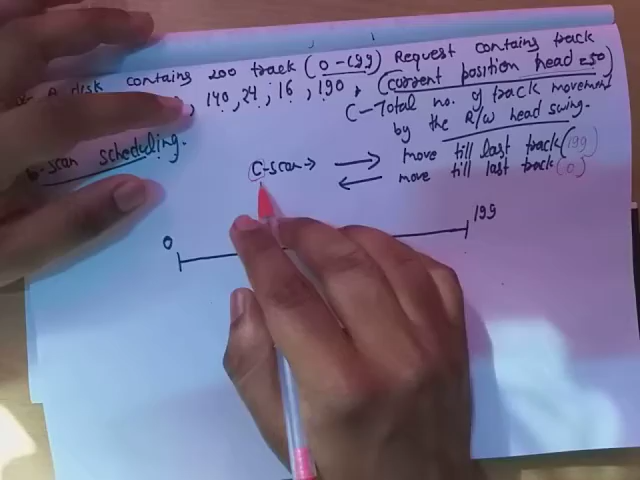 A disk contains 200 track (0-199) Request contains track
, 140, 24, 16, 190, (current position head = 50)
C- Total no. of track movement
by the R/W head swing.
scan scheduling.
C-scan → → move till last track (199)
← move till last track (0)
0 199